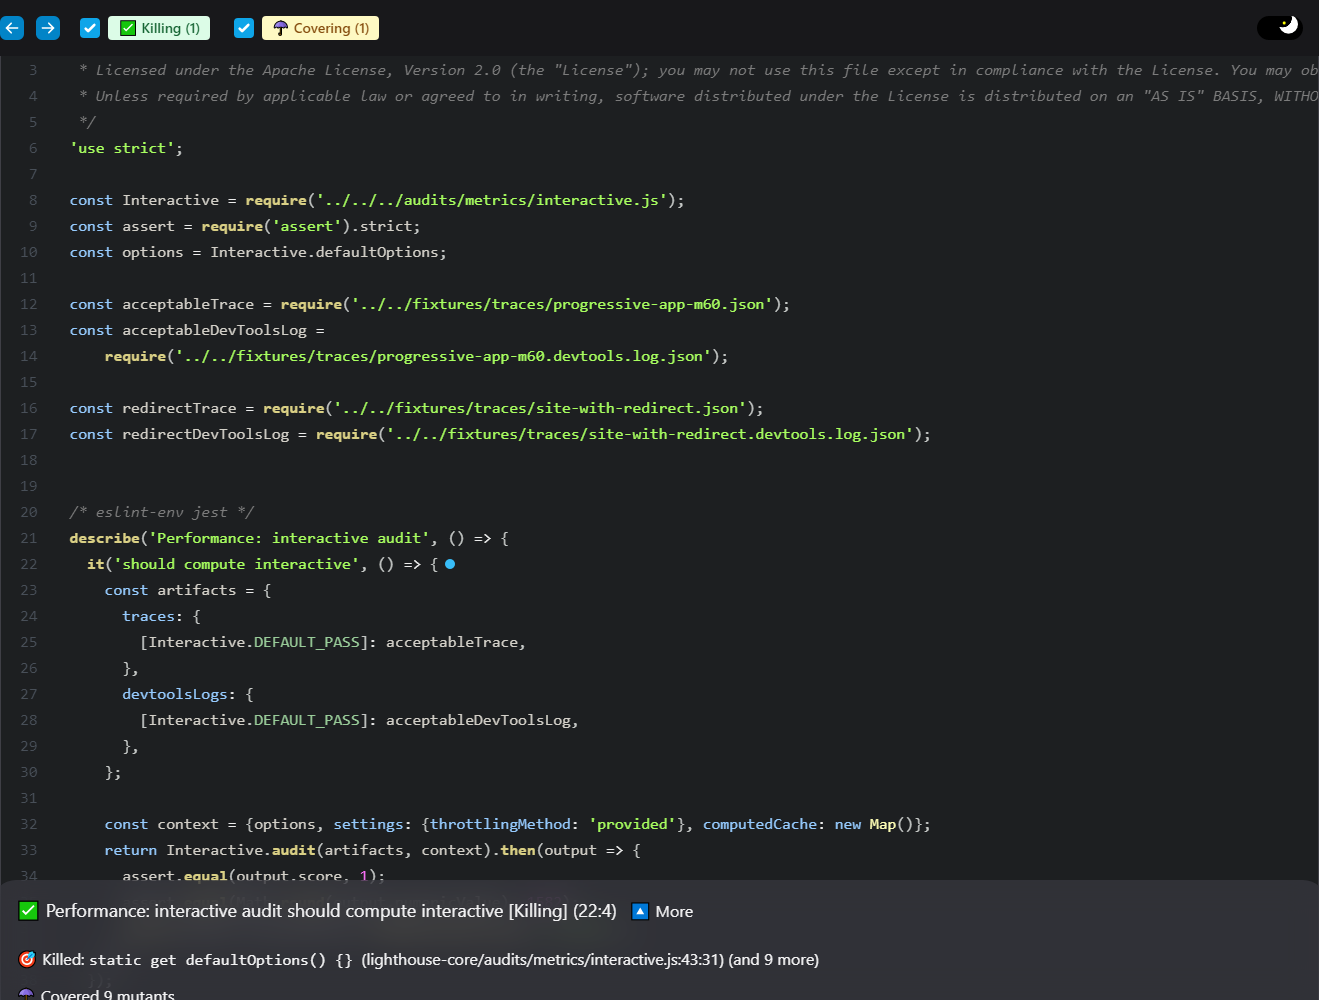 Killing (1) Covering (1)
3 * Licensed under the Apache License, Version 2.0 (the "License"); you may not use this file except in compliance with the License. You may ob
4 * Unless required by applicable law or agreed to in writing, software distributed under the License is distributed on an "AS IS" BASIS, WITHO
5 */
6 'use strict';
7
8 const Interactive = require('../../../audits/metrics/interactive.js');
9 const assert = require('assert').strict;
10 const options = Interactive.defaultOptions;
11
12 const acceptableTrace = require('../../fixtures/traces/progressive-app-m60.json');
13 const acceptableDevToolsLog =
14 require('../../fixtures/traces/progressive-app-m60.devtools.log.json');
15
16 const redirectTrace = require('../../fixtures/traces/site-with-redirect.json');
17 const redirectDevToolsLog = require('../../fixtures/traces/site-with-redirect.devtools.log.json');
18
19
20 /* eslint-env jest */
21 describe('Performance: interactive audit', () => {
22 it('should compute interactive', () => {
23 const artifacts = {
24 traces: {
25 [Interactive.DEFAULT_PASS]: acceptableTrace,
26 },
27 devtoolsLogs: {
28 [Interactive.DEFAULT_PASS]: acceptableDevToolsLog,
29 },
30 };
31
32 const context = {options, settings: {throttlingMethod: 'provided'}, computedCache: new Map()};
33 return Interactive.audit(artifacts, context).then(output => {
34 assert.equal(output.score, 1);
Performance: interactive audit should compute interactive [Killing] (22:4) More
Killed: static get defaultOptions() {} (lighthouse-core/audits/metrics/interactive.js:43:31) (and 9 more)
Covered 9 mutants